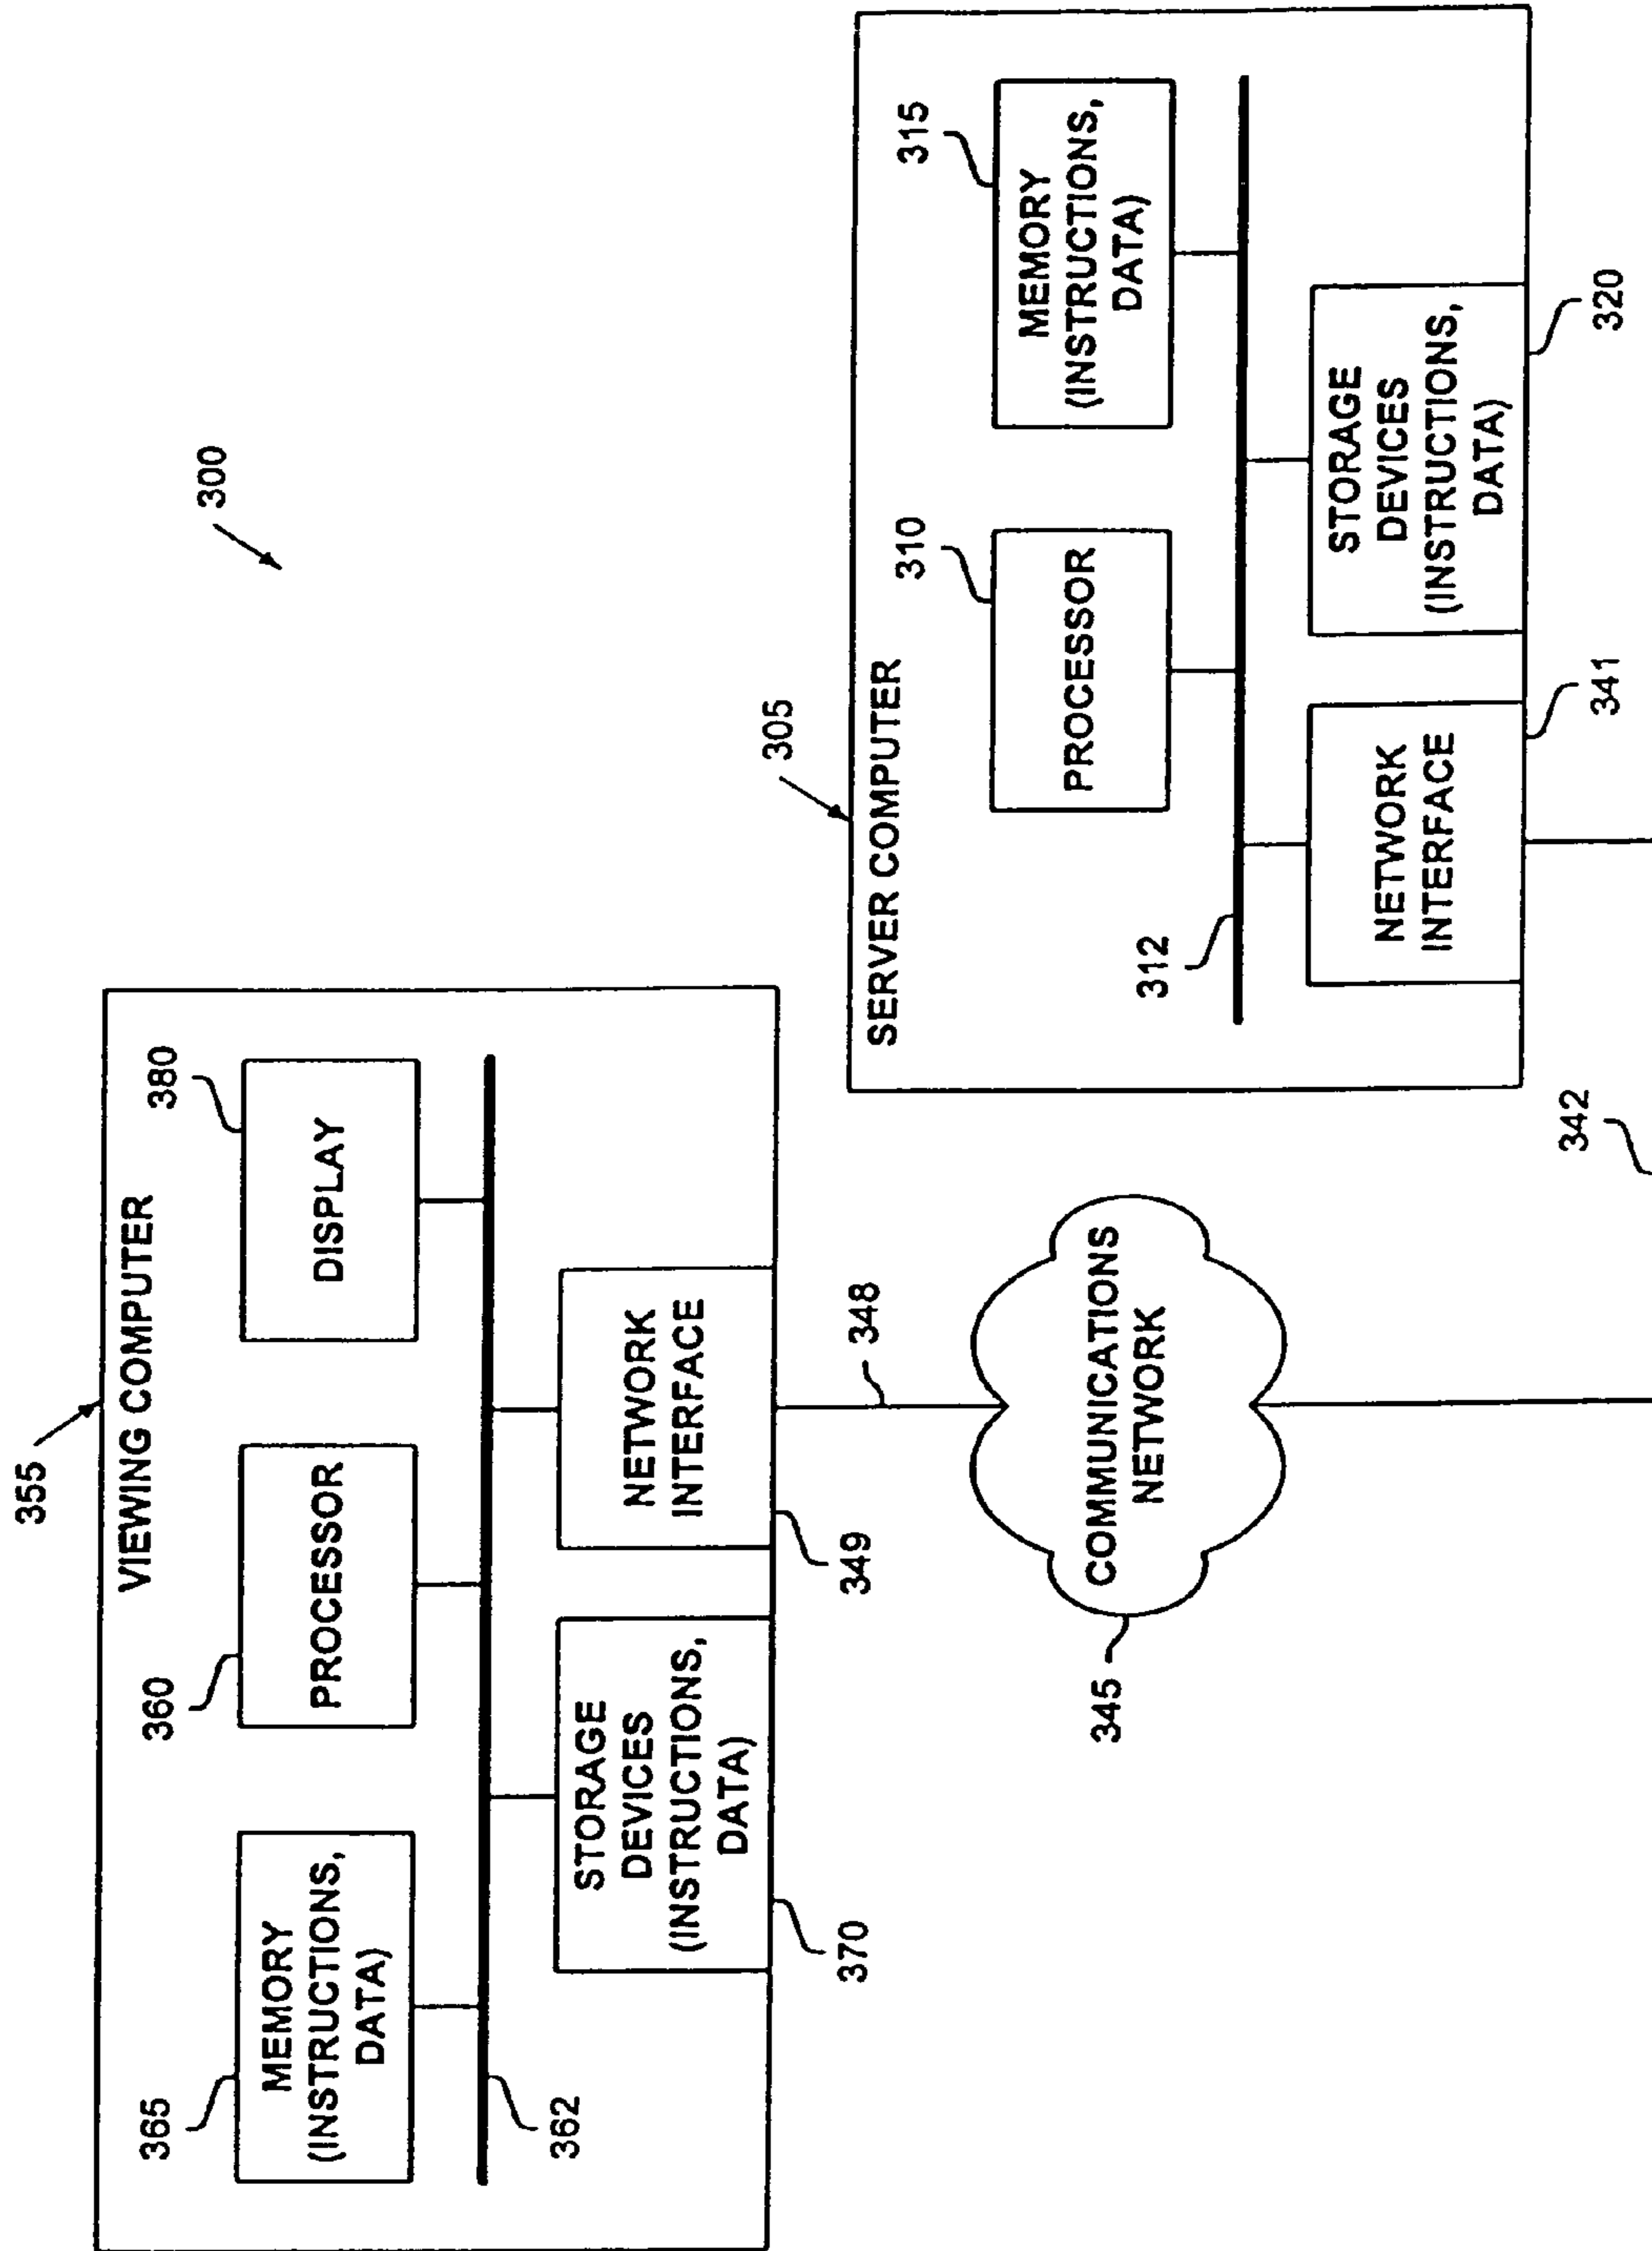 300
355
VIEWING COMPUTER
365
MEMORY
(INSTRUCTIONS,
DATA)
360
PROCESSOR
380
DISPLAY
362
STORAGE
DEVICES
(INSTRUCTIONS,
DATA)
370
NETWORK
INTERFACE
349
348
COMMUNICATIONS
NETWORK
345
342
305
SERVER COMPUTER
310
PROCESSOR
315
MEMORY
(INSTRUCTIONS,
DATA)
312
NETWORK
INTERFACE
341
STORAGE
DEVICES
(INSTRUCTIONS,
DATA)
320